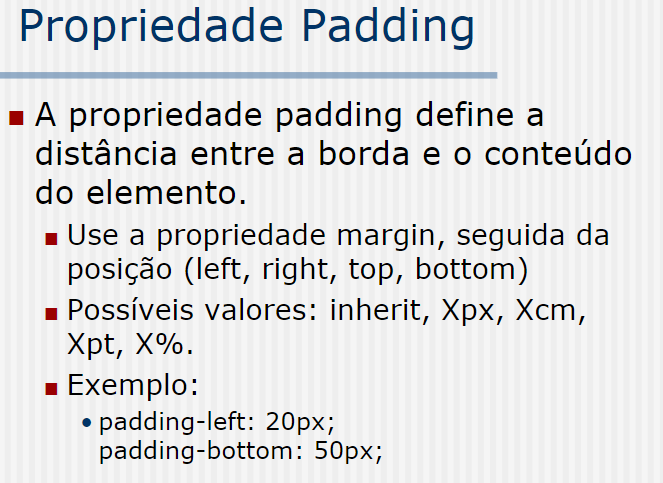 Propriedade Padding
A propriedade padding define a
distância entre a borda e o conteúdo
do elemento.
Use a propriedade margin, seguida da
posição (left, right, top, bottom)
Possíveis valores: inherit, Xpx, Xcm,
Xpt, X%.
Exemplo:
padding-left: 20px;
padding-bottom: 50px;